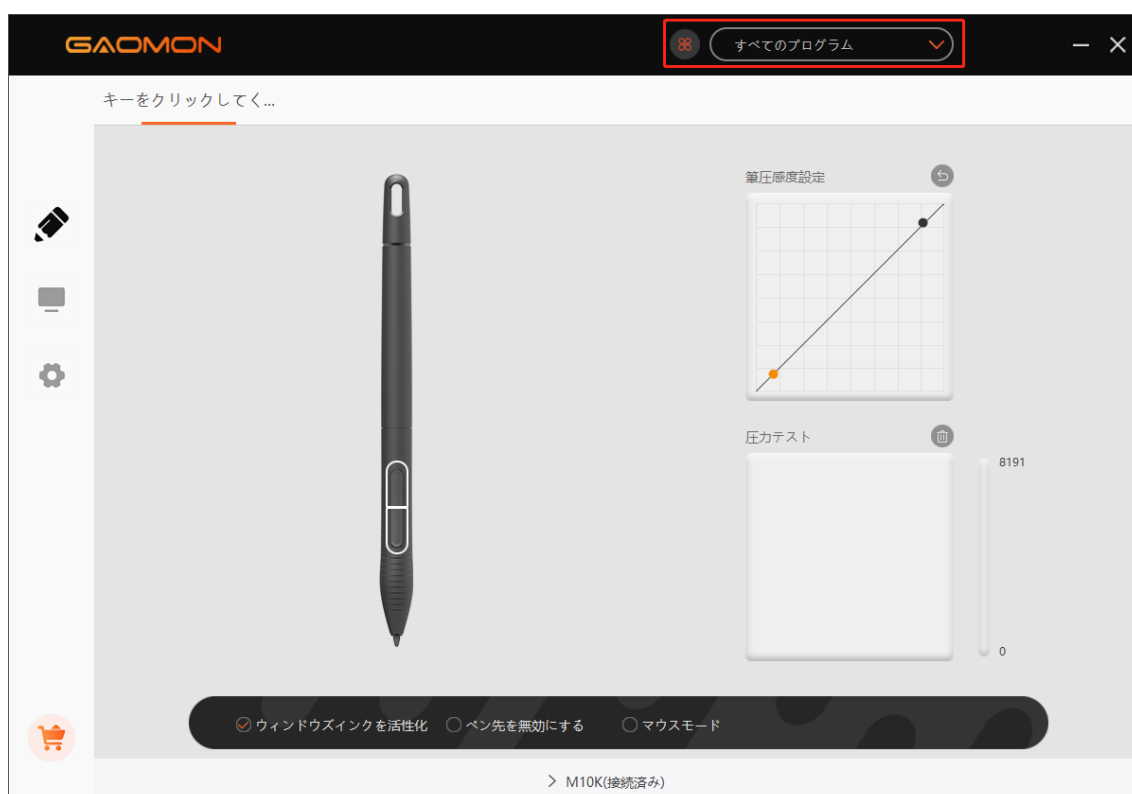 GAOMON
すべてのプログラム
キーをクリックしてく...
筆圧感度設定
圧力テスト
8191
0
ウィンドウズインクを活性化 ペン先を無効にする マウスモード
M10K(接続済み)